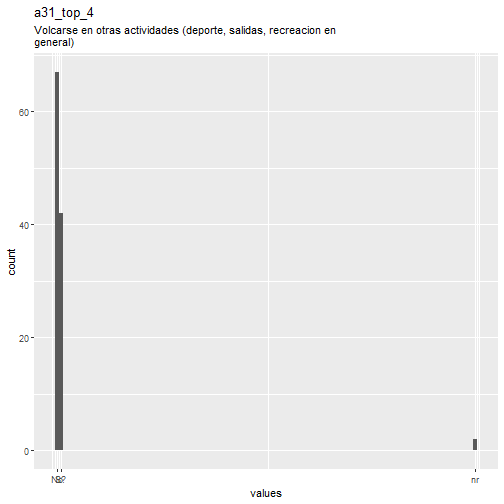 a31_top_4
Volcarse en otras actividades (deporte, salidas, recreacion en
general)
60
40
20
0
nr
values
count